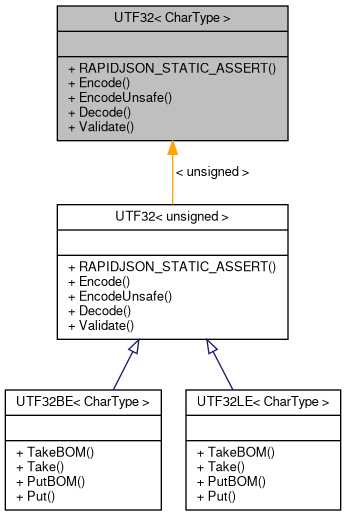 UTF32< CharType >
+ RAPIDJSON_STATIC_ASSERT()
+ Encode()
+ EncodeUnsafe()
+ Decode()
+ Validate()
< unsigned >
UTF32< unsigned >
+ RAPIDJSON_STATIC_ASSERT()
+ Encode()
+ EncodeUnsafe()
+ Decode()
+ Validate()
UTF32BE< CharType >
+ TakeBOM()
+ Take()
+ PutBOM()
+ Put()
UTF32LE< CharType >
+ TakeBOM()
+ Take()
+ PutBOM()
+ Put()